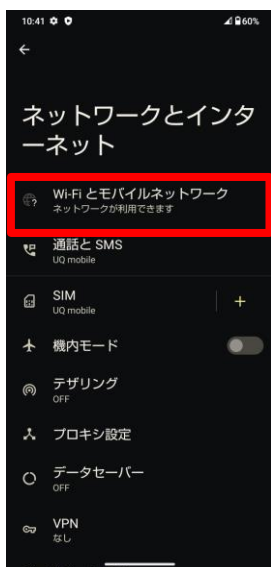 10:41
60%
ネットワークとインタ
ーネット
Wi-Fi とモバイルネットワーク
ネットワークが利用できます
通話と SMS
UQ mobile
SIM
UQ mobile
+
機内モード
テザリング
OFF
プロキシ設定
データセーバー
OFF
VPN
なし